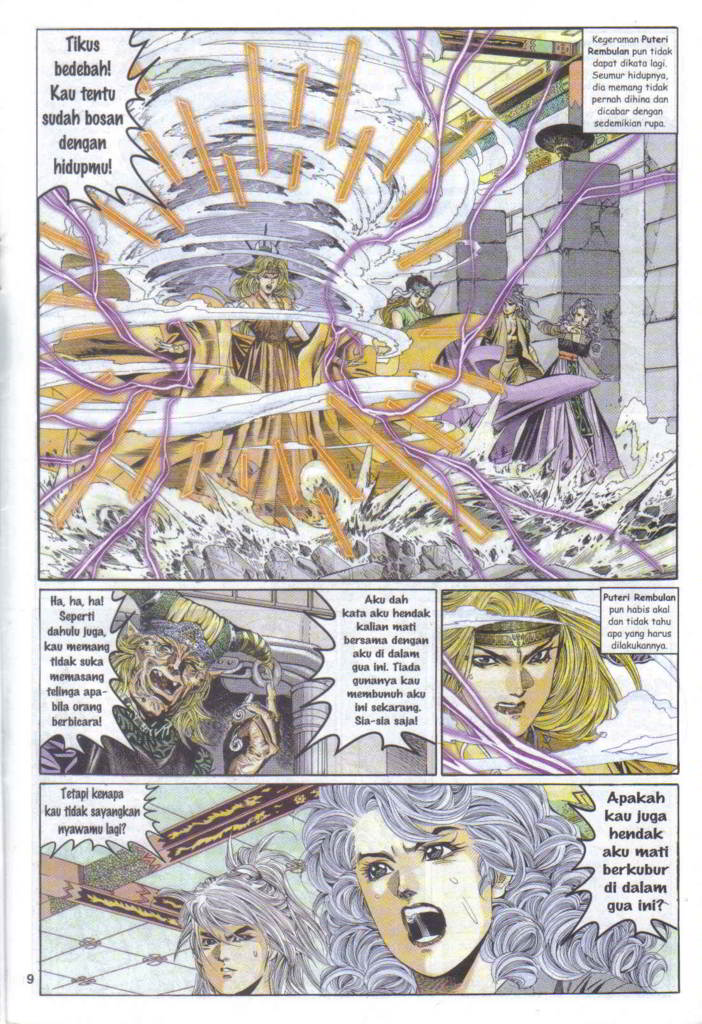 Tikus
bedebah!
Kau tentu
sudah bosan
dengan
hidupmu!
Kegeraman Puteri
Rembulan pun tidak
dapat dikata lagi.
Seumur hidupnya,
dia memang tidak
pernah dihina dan
dicabar dengan
sedemikian rupa.
Ha, ha, ha!
Seperti
dahulu juga,
kau memang
tidak suka
memasang
telinga apa-
bila orang
berbicara!
Aku dah
kata aku hendak
kalian mati
bersama dengan
aku di dalam
gua ini. Tiada
gunanya kau
membunuh aku
ini sekarang.
Sia-sia saja!
Puteri Rembulan
pun habis akal
dan tidak tahu
apa yang harus
dilakukannya.
Tetapi kenapa
kau tidak sayangkan
nyawamu lagi?
Apakah
kau juga
hendak
aku mati
berkubur
di dalam
gua ini?
9